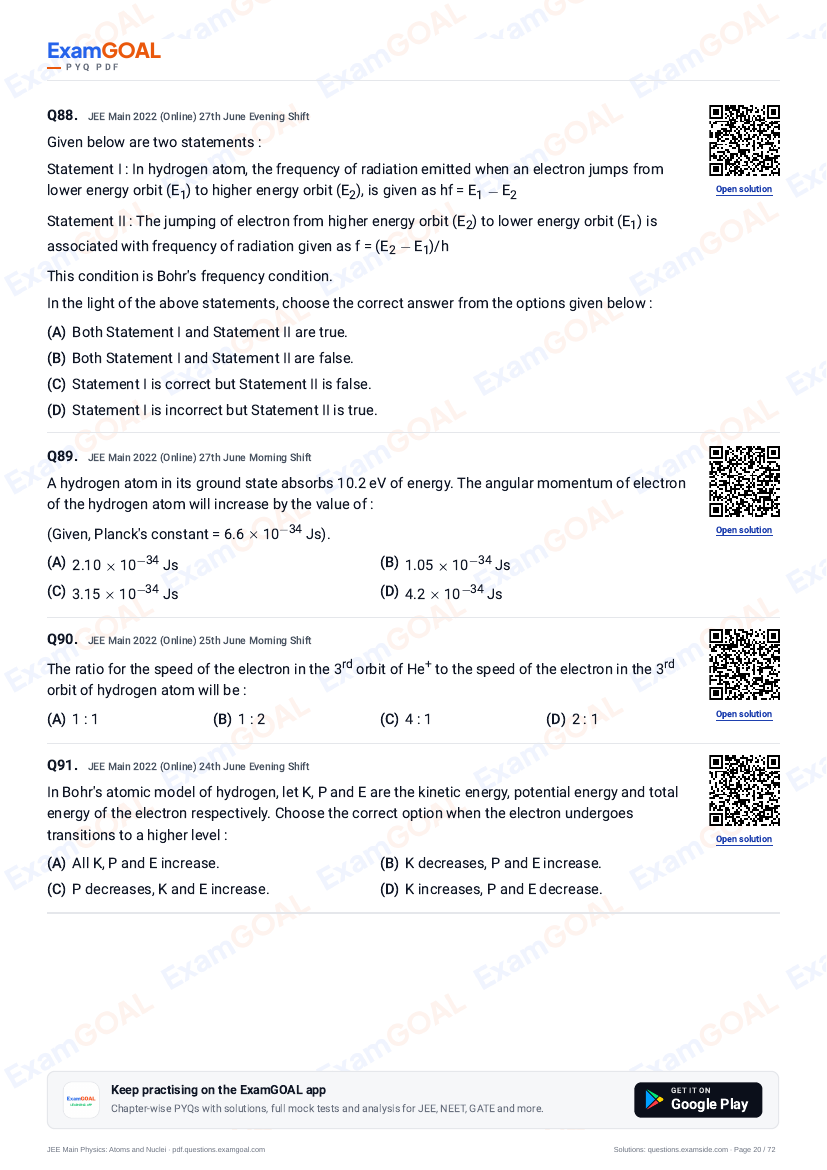 ExamGOAL
PYQ PDF
Q88. JEE Main 2022 (Online) 27th June Evening Shift
Given below are two statements :
Statement I : In hydrogen atom, the frequency of radiation emitted when an electron jumps from
lower energy orbit (E₁) to higher energy orbit (E₂), is given as hf = E₁ − E₂
Statement II : The jumping of electron from higher energy orbit (E₂) to lower energy orbit (E₁) is
associated with frequency of radiation given as f = (E₂ − E₁)/h
This condition is Bohr's frequency condition.
In the light of the above statements, choose the correct answer from the options given below :
(A) Both Statement I and Statement II are true.
(B) Both Statement I and Statement II are false.
(C) Statement I is correct but Statement II is false.
(D) Statement I is incorrect but Statement II is true.
Open solution
Q89. JEE Main 2022 (Online) 27th June Morning Shift
A hydrogen atom in its ground state absorbs 10.2 eV of energy. The angular momentum of electron
of the hydrogen atom will increase by the value of :
(Given, Planck's constant = 6.6 × 10⁻³⁴ Js).
(A) 2.10 × 10⁻³⁴ Js (B) 1.05 × 10⁻³⁴ Js
(C) 3.15 × 10⁻³⁴ Js (D) 4.2 × 10⁻³⁴ Js
Open solution
Q90. JEE Main 2022 (Online) 25th June Morning Shift
The ratio for the speed of the electron in the 3ʳᵈ orbit of He⁺ to the speed of the electron in the 3ʳᵈ
orbit of hydrogen atom will be :
(A) 1 : 1 (B) 1 : 2 (C) 4 : 1 (D) 2 : 1
Open solution
Q91. JEE Main 2022 (Online) 24th June Evening Shift
In Bohr's atomic model of hydrogen, let K, P and E are the kinetic energy, potential energy and total
energy of the electron respectively. Choose the correct option when the electron undergoes
transitions to a higher level :
(A) All K, P and E increase. (B) K decreases, P and E increase.
(C) P decreases, K and E increase. (D) K increases, P and E decrease.
Open solution
Keep practising on the ExamGOAL app
Chapter-wise PYQs with solutions, full mock tests and analysis for JEE, NEET, GATE and more.
GET IT ON
Google Play
JEE Main Physics: Atoms and Nuclei · pdf.questions.examgoal.com
Solutions: questions.examside.com · Page 20 / 72